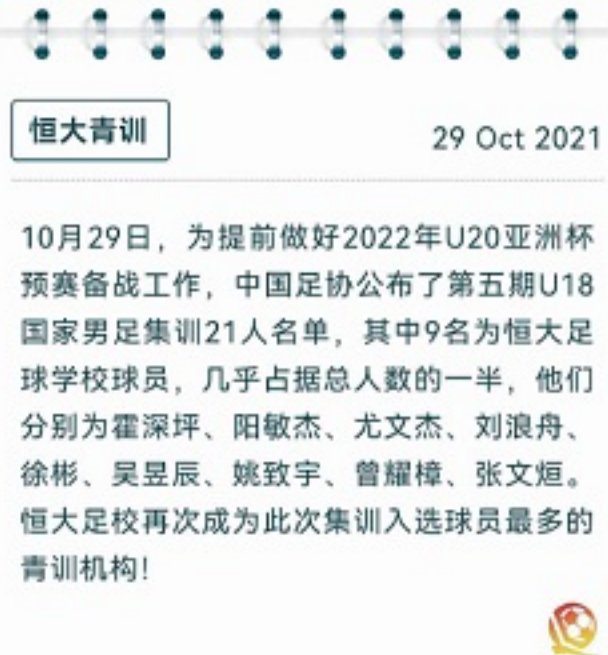 恒大青训
29 Oct 2021
10月29日，为提前做好2022年U20亚洲杯
预赛备战工作，中国足协公布了第五期U18
国家男足集训21人名单，其中9名为恒大足
球学校球员，几乎占据总人数的一半，他们
分别为霍深坪、阳敏杰、尤文杰、刘浪舟、
徐彬、吴昱辰、姚致宇、曾耀樟、张文烜。
恒大足校再次成为此次集训入选球员最多的
青训机构！